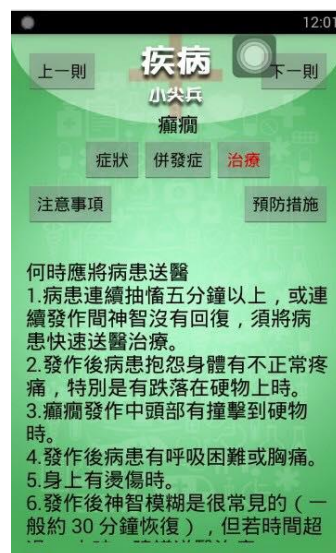 12:01
上一則
疾病
下一則
小尖兵
癲癇
症狀
併發症
治療
注意事項
預防措施
何時應將病患送醫
1.病患連續抽慉五分鐘以上，或連
續發作間神智沒有回復，須將病
患快速送醫治療。
2.發作後病患抱怨身體有不正常疼
痛，特別是有跌落在硬物上時。
3.癲癇發作中頭部有撞擊到硬物
時。
4.發作後病患有呼吸困難或胸痛。
5.身上有燙傷時。
6.發作後神智模糊是很常見的（一
般約 30 分鐘恢復），但若時間超